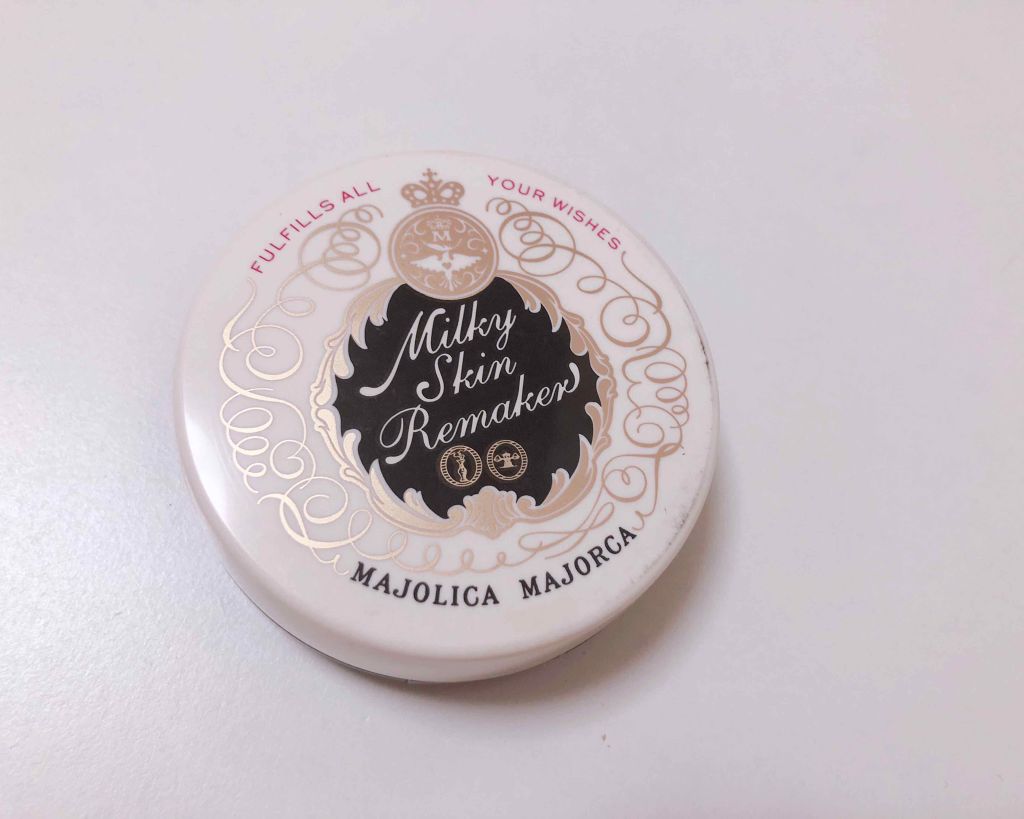 FULFILLS ALL YOUR WISHES
M
Milky
Skin
Remaker
MAJOLICA MAJORCA